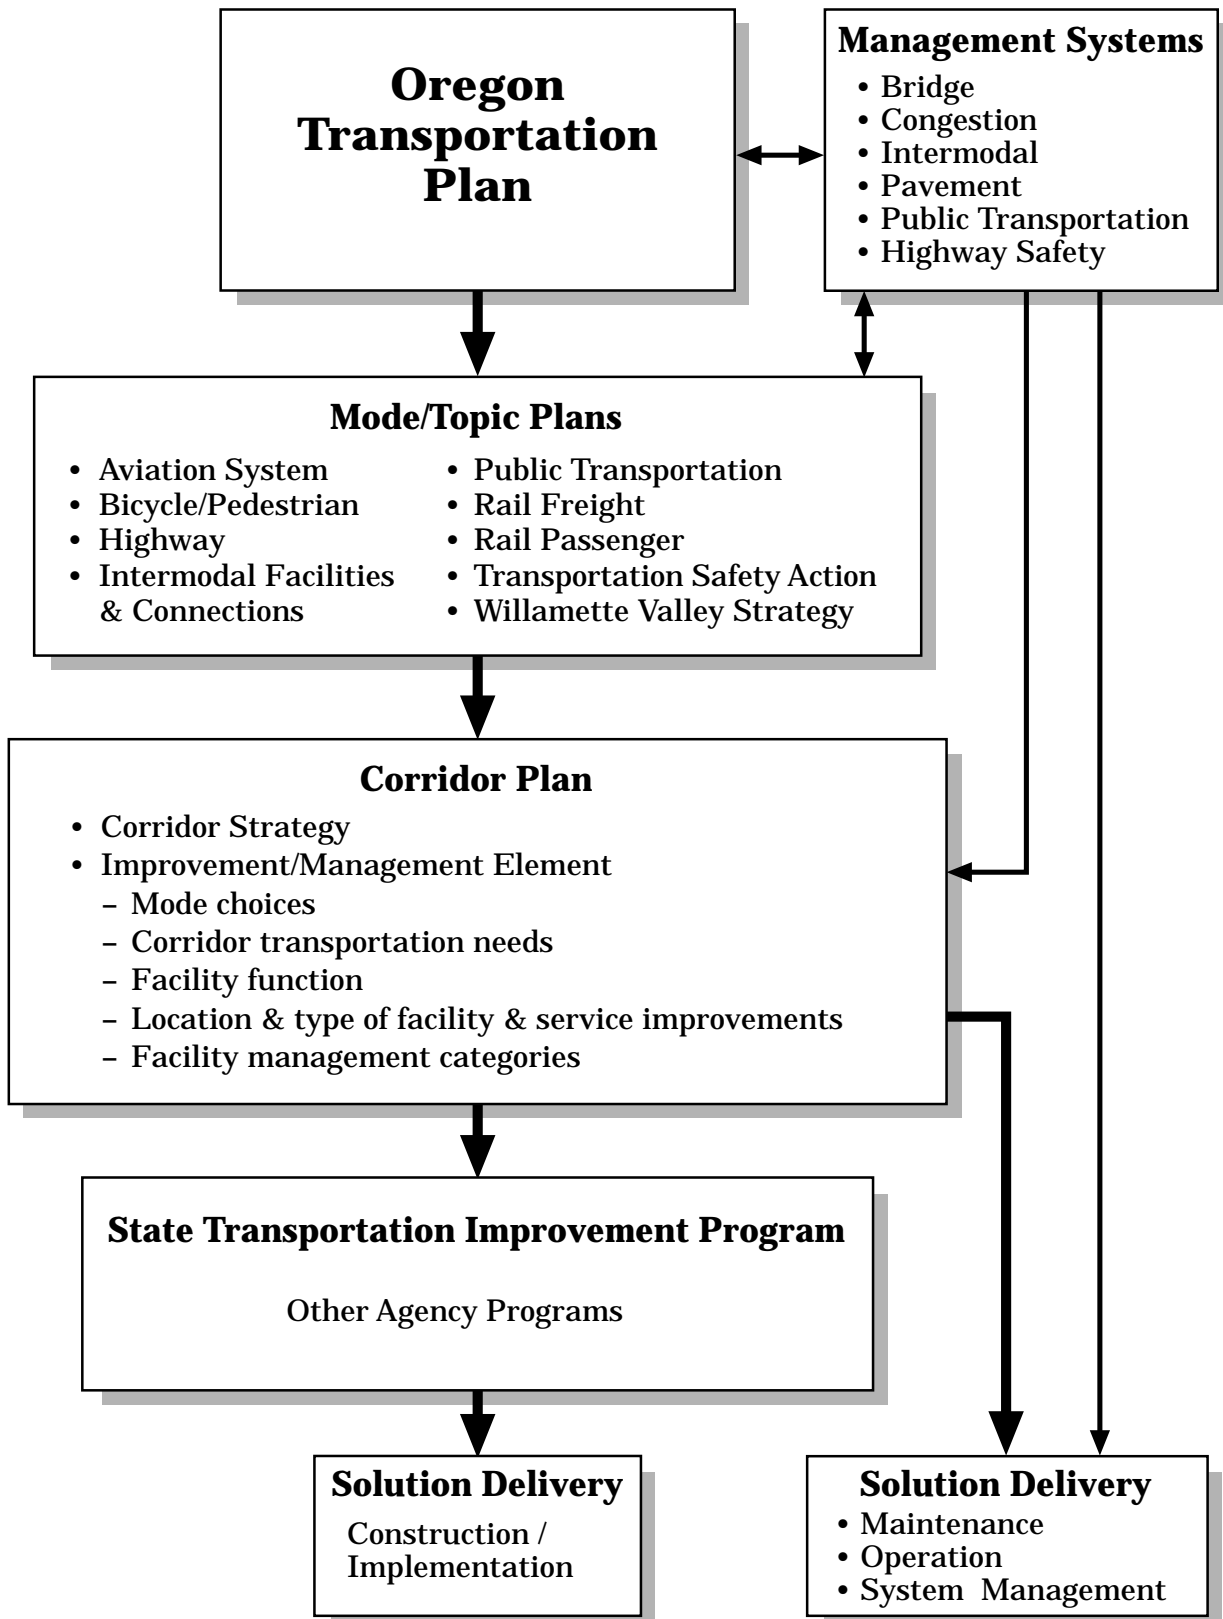 Oregon
Transportation
Plan
Management Systems
• Bridge
• Congestion
• Intermodal
• Pavement
• Public Transportation
• Highway Safety
Mode/Topic Plans
• Aviation System
• Bicycle/Pedestrian
• Highway
• Intermodal Facilities
& Connections
• Public Transportation
• Rail Freight
• Rail Passenger
• Transportation Safety Action
• Willamette Valley Strategy
Corridor Plan
• Corridor Strategy
• Improvement/Management Element
– Mode choices
– Corridor transportation needs
– Facility function
– Location & type of facility & service improvements
– Facility management categories
State Transportation Improvement Program
Other Agency Programs
Solution Delivery
Construction /
Implementation
Solution Delivery
• Maintenance
• Operation
• System Management